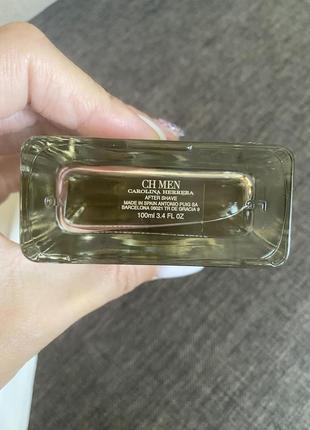 CH MEN
CAROLINA HERRERA
AFTER SHAVE
MADE IN SPAIN ANTONIO PUIG SA
BARCELONA 08021 TR DE GRACIA 9
100ml 3.4 FL OZ